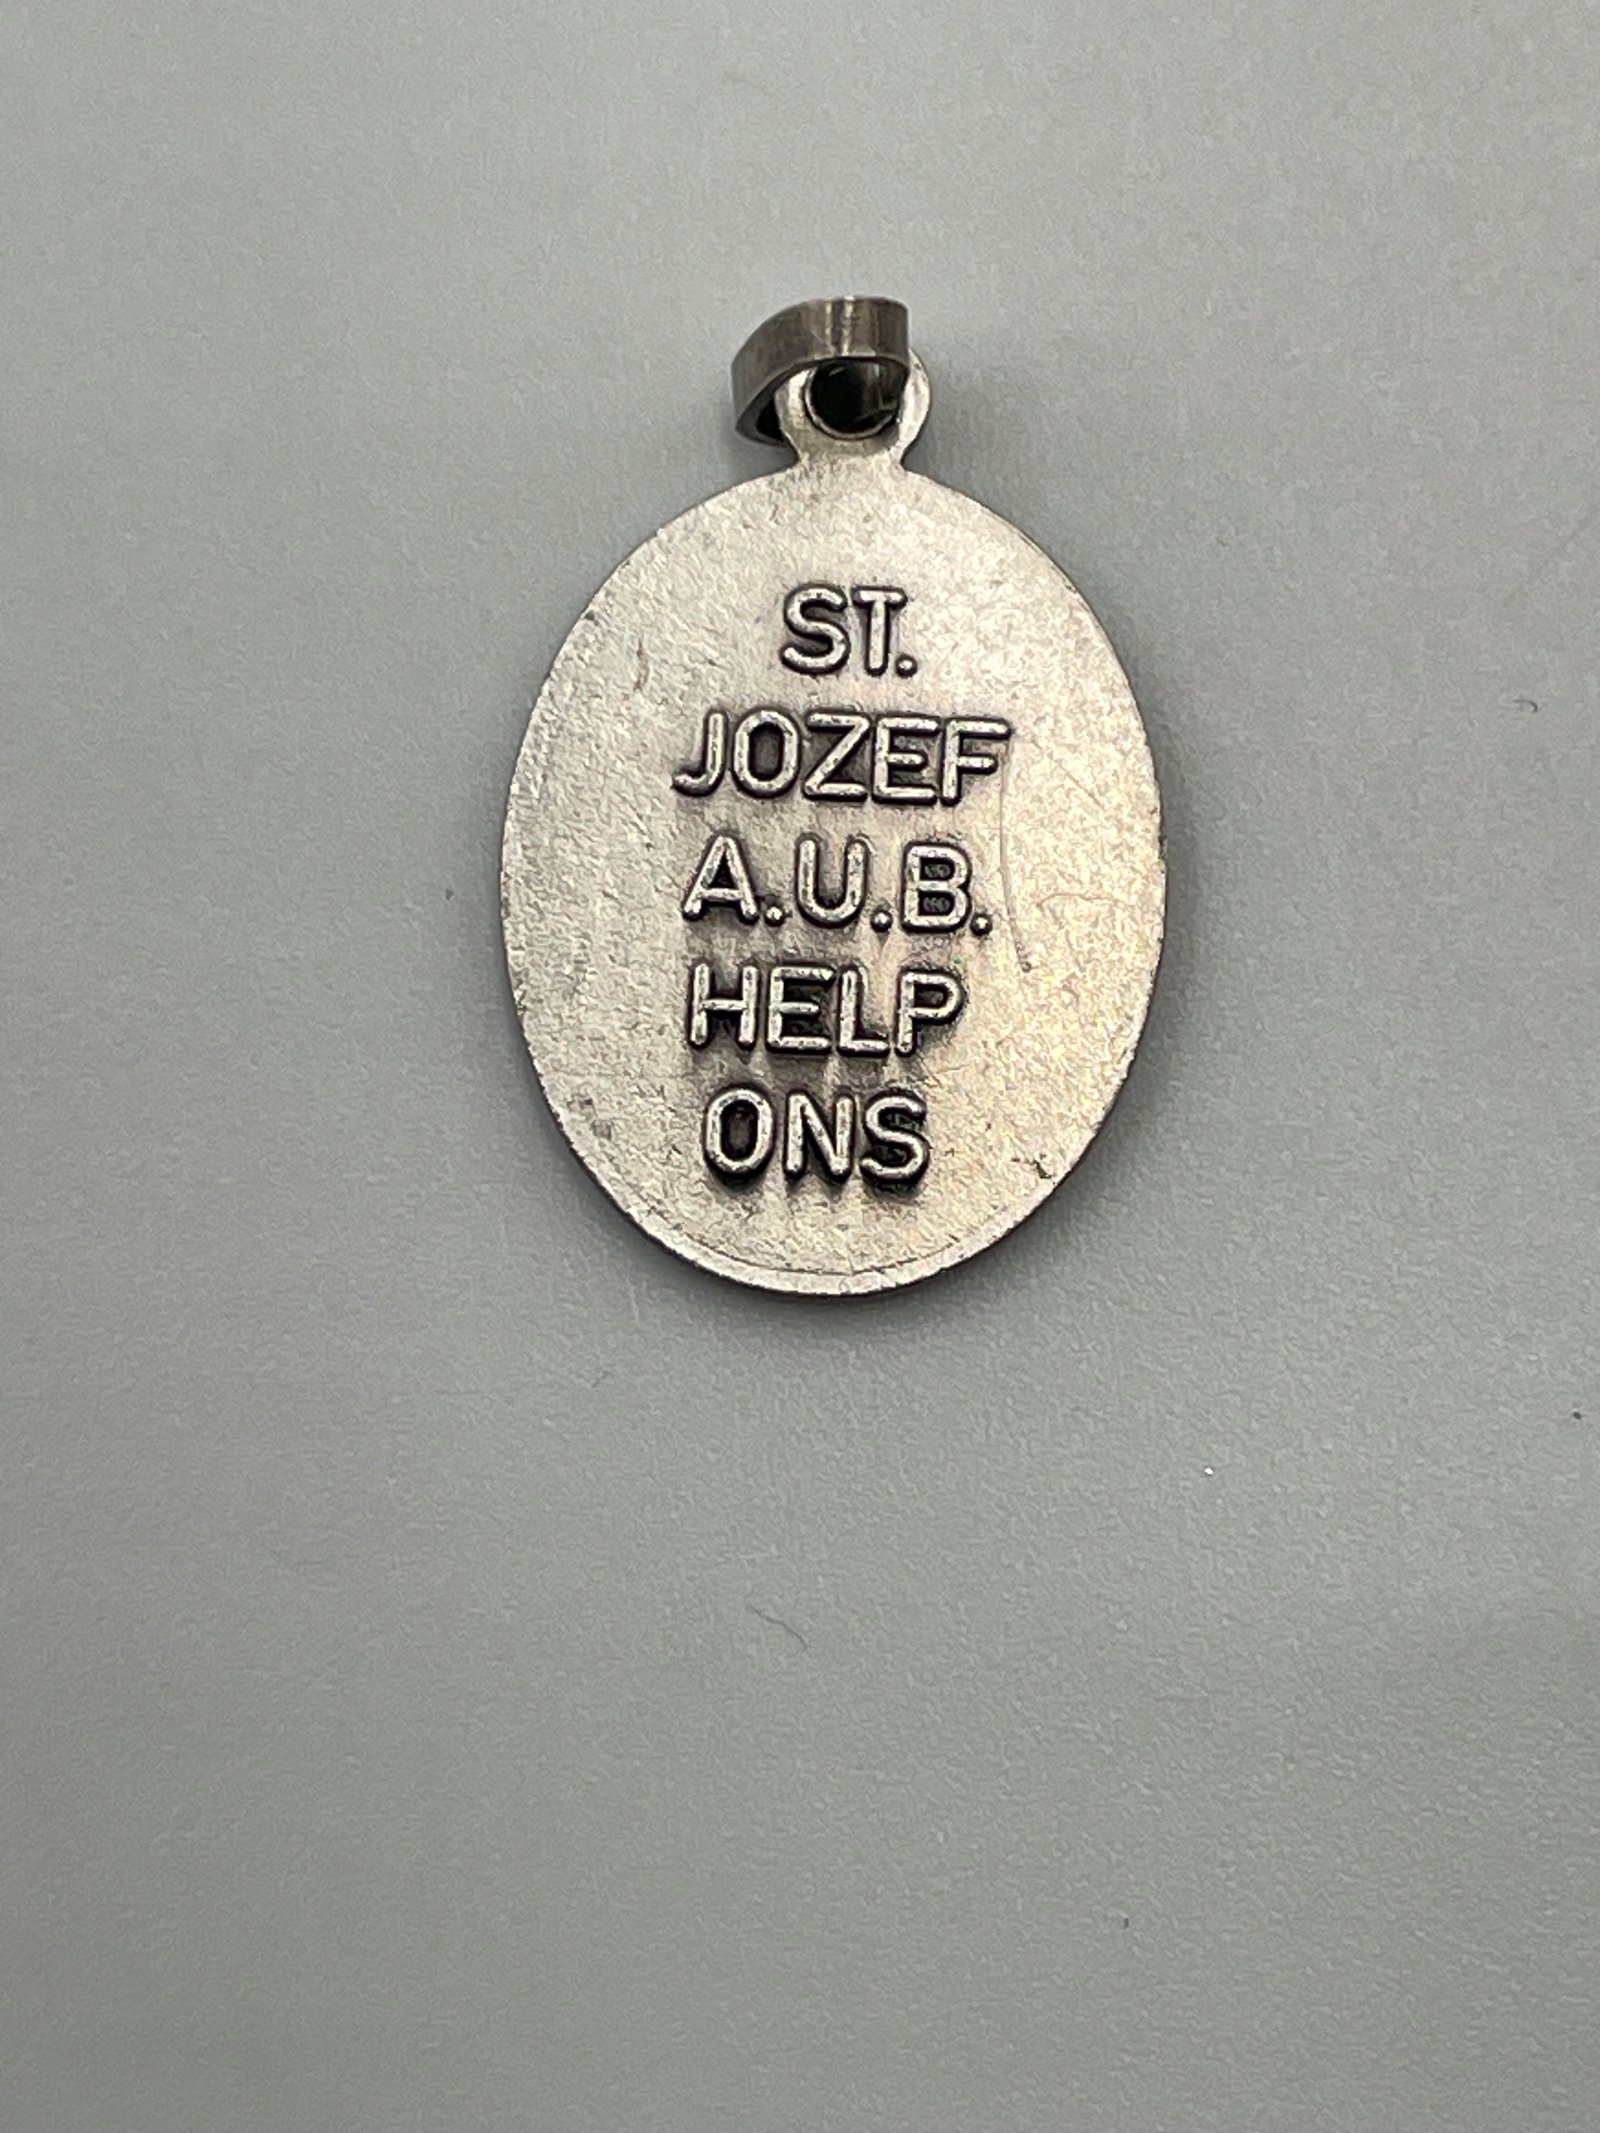 ST.
JOZEF
A.U.B.
HELP
ONS